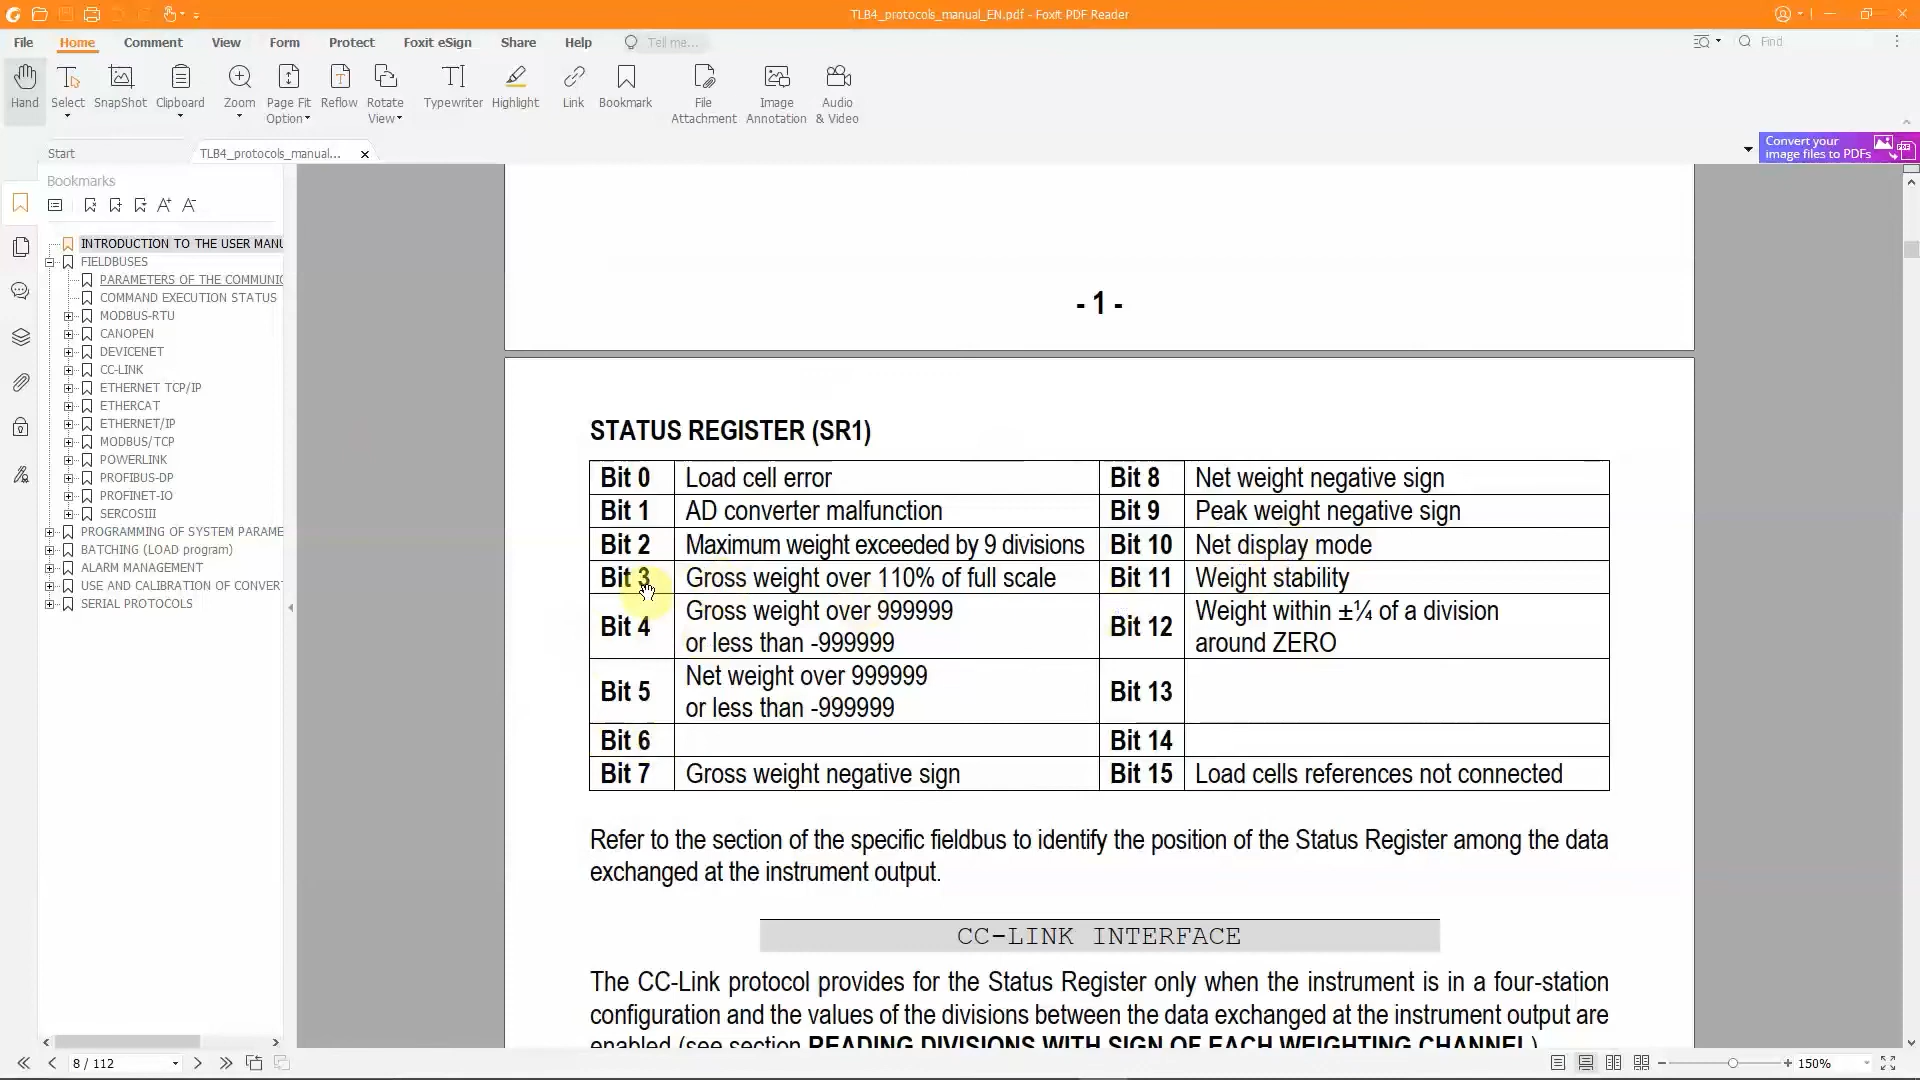 TLB4_protocols_manual_EN.pdf - Foxit PDF Reader
File
Home
Comment
View
Form
Protect
Foxit eSign
Share
Help
Tell me...
Find
Hand
Select
SnapShot
Clipboard
Zoom
Page Fit
Option
Reflow
Rotate
View
Typewriter
Highlight
Link
Bookmark
File
Attachment
Image
Annotation
Audio
& Video
Start
TLB4_protocols_manual...
Convert your
image files to PDFs
Bookmarks
INTRODUCTION TO THE USER MANU
FIELDBUSES
PARAMETERS OF THE COMMUNIC
COMMAND EXECUTION STATUS
MODBUS-RTU
CANOPEN
DEVICENET
CC-LINK
ETHERNET TCP/IP
ETHERCAT
ETHERNET/IP
MODBUS/TCP
POWERLINK
PROFIBUS-DP
PROFINET-IO
SERCOSIII
PROGRAMMING OF SYSTEM PARAME
BATCHING (LOAD program)
ALARM MANAGEMENT
USE AND CALIBRATION OF CONVERT
SERIAL PROTOCOLS
- 1 -
STATUS REGISTER (SR1)
Bit 0 Load cell error Bit 8 Net weight negative sign
Bit 1 AD converter malfunction Bit 9 Peak weight negative sign
Bit 2 Maximum weight exceeded by 9 divisions Bit 10 Net display mode
Bit 3 Gross weight over 110% of full scale Bit 11 Weight stability
Bit 4 Gross weight over 999999
or less than -999999 Bit 12 Weight within ±¼ of a division
around ZERO
Bit 5 Net weight over 999999
or less than -999999 Bit 13
Bit 6 Bit 14
Bit 7 Gross weight negative sign Bit 15 Load cells references not connected
Refer to the section of the specific fieldbus to identify the position of the Status Register among the data
exchanged at the instrument output.
CC-LINK INTERFACE
The CC-Link protocol provides for the Status Register only when the instrument is in a four-station
configuration and the values of the divisions between the data exchanged at the instrument output are
enabled (see section READING DIVISIONS WITH SIGN OF EACH WEIGHTING CHANNEL)
8 / 112
150%